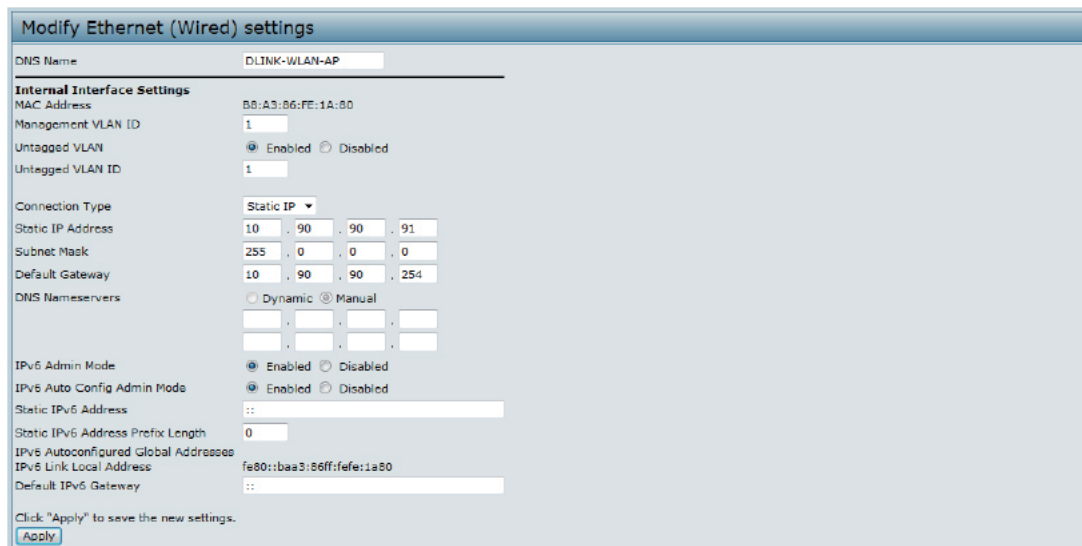 Modify Ethernet (Wired) settings
DNS Name DLINK-WLAN-AP
Internal Interface Settings
MAC Address B8:A3:86:FE:1A:80
Management VLAN ID 1
Untagged VLAN Enabled Disabled
Untagged VLAN ID 1
Connection Type Static IP
Static IP Address 10 . 90 . 90 . 91
Subnet Mask 255 . 0 . 0 . 0
Default Gateway 10 . 90 . 90 . 254
DNS Nameservers Dynamic Manual
. . .
. . .
IPv6 Admin Mode Enabled Disabled
IPv6 Auto Config Admin Mode Enabled Disabled
Static IPv6 Address ::
Static IPv6 Address Prefix Length 0
IPv6 Autoconfigured Global Addresses
IPv6 Link Local Address fe80::baa3:86ff:fefe:1a80
Default IPv6 Gateway ::
Click "Apply" to save the new settings.
Apply